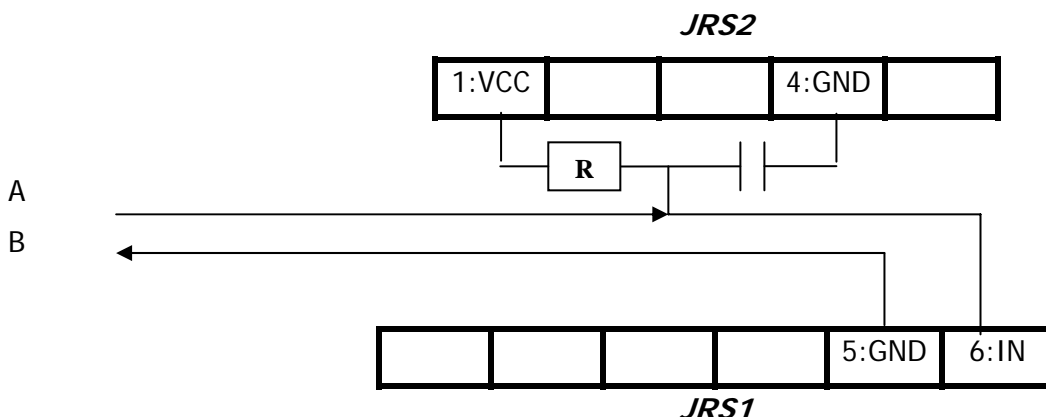 JRS2
1:VCC 4:GND
R
A
B
5:GND 6:IN
JRS1